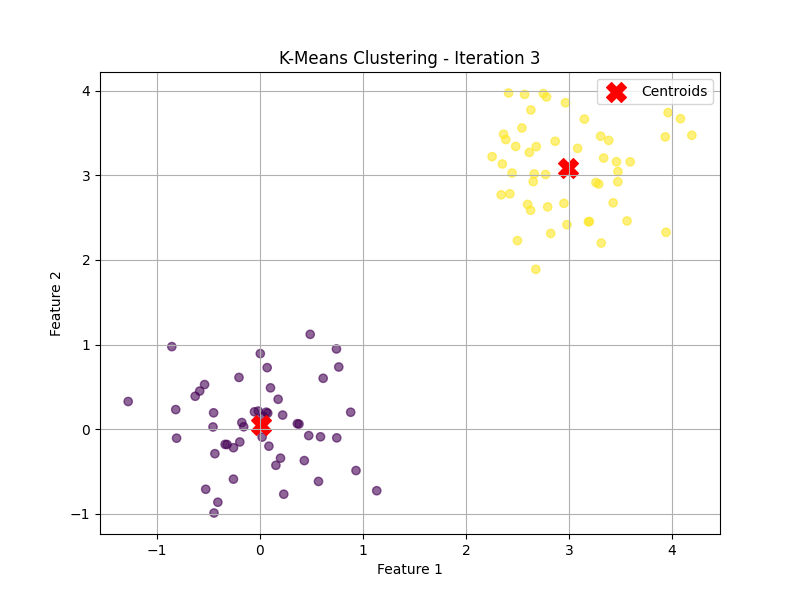 K-Means Clustering - Iteration 3
Centroids
4
3
2
1
0
−1
Feature 2
−1 0 1 2 3 4
Feature 1